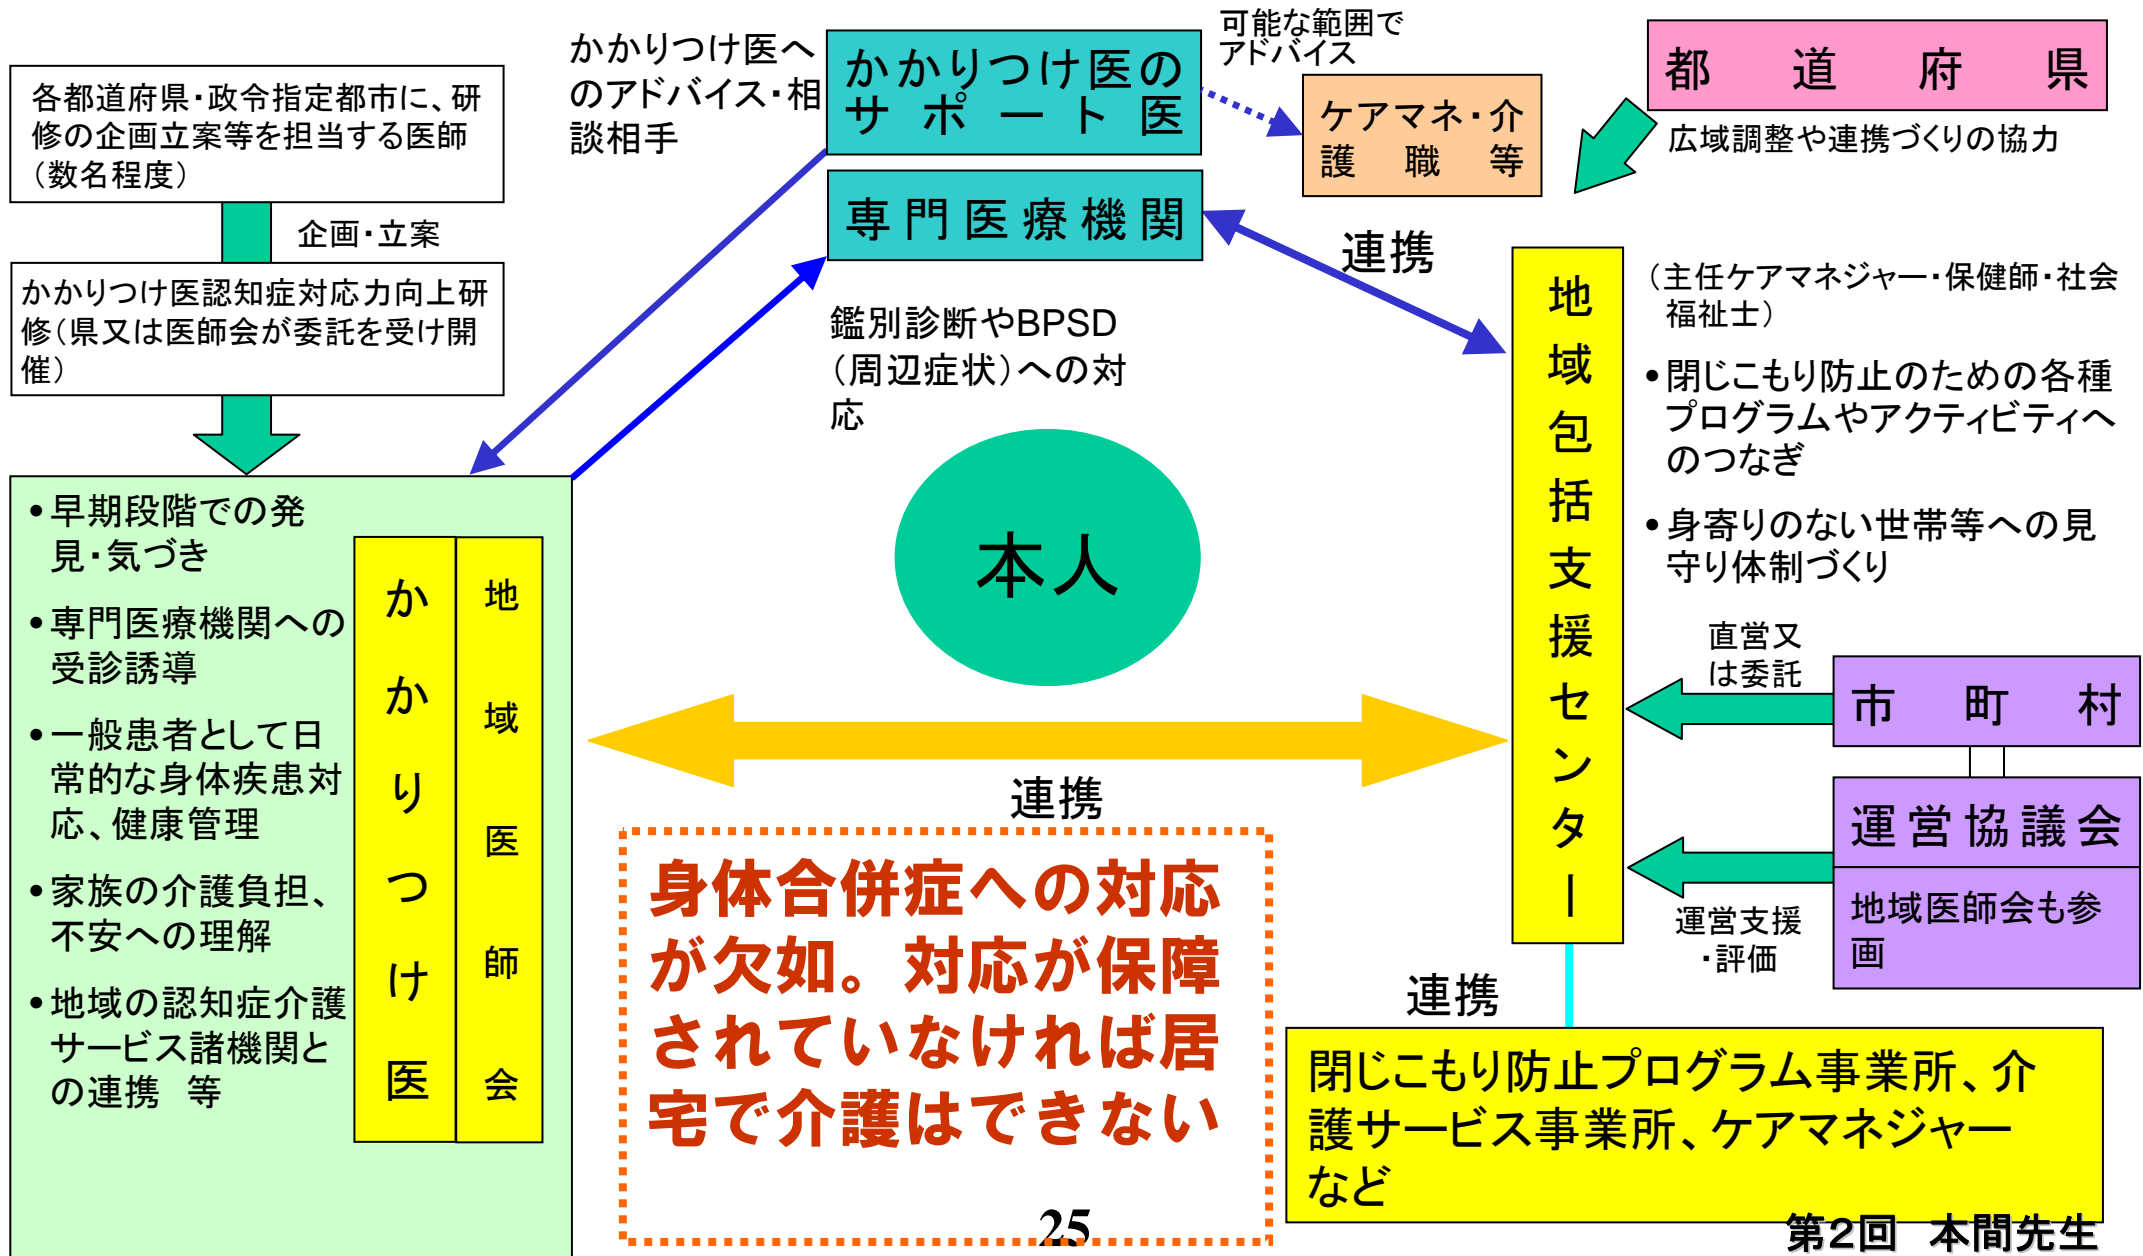 各都道府県・政令指定都市に、研
修の企画立案等を担当する医師
（数名程度）
企画・立案
かかりつけ医認知症対応力向上研
修（県又は医師会が委託を受け開
催）
かかりつけ医へ
のアドバイス・相
談相手
かかりつけ医の
サポート医
可能な範囲で
アドバイス
ケアマネ・介
護職等
都道府県
広域調整や連携づくりの協力
専門医療機関
連携
鑑別診断やBPSD
（周辺症状）への対
応
地域包括支援センター
（主任ケアマネジャー・保健師・社会
福祉士）
•閉じこもり防止のための各種
プログラムやアクティビティへ
のつなぎ
•身寄りのない世帯等への見
守り体制づくり
•早期段階での発
見・気づき
•専門医療機関への
受診誘導
•一般患者として日
常的な身体疾患対
応、健康管理
•家族の介護負担、
不安への理解
•地域の認知症介護
サービス諸機関と
の連携　等
かかりつけ医
地域医師会
本人
連携
直営又
は委託
市町村
運営協議会
地域医師会も参
画
運営支援
・評価
身体合併症への対応
が欠如。対応が保障
されていなければ居
宅で介護はできない
連携
閉じこもり防止プログラム事業所、介
護サービス事業所、ケアマネジャー
など
25
第２回　本間先生